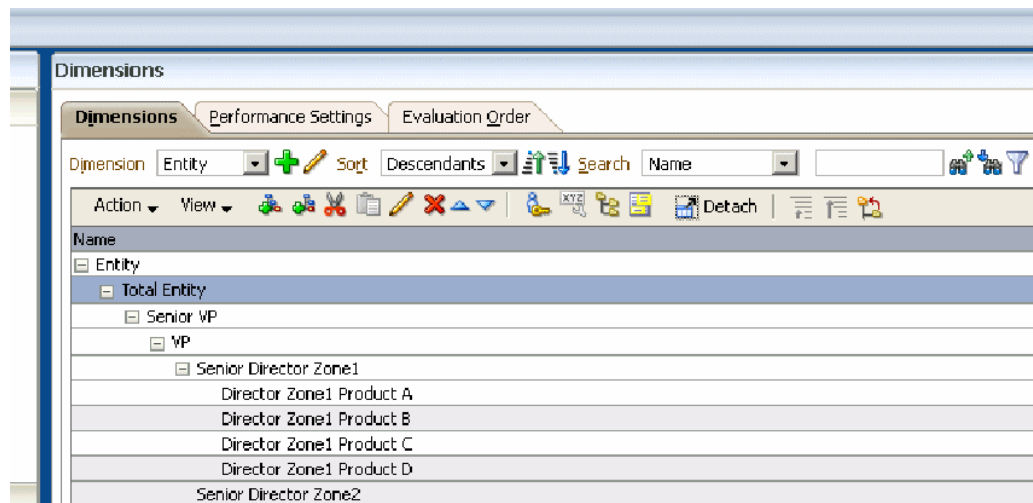 Dimensions
Dimensions Performance Settings Evaluation Order
Dimension Entity Sort Descendants Search Name
Action View XYZ Detach
Name
Entity
Total Entity
Senior VP
VP
Senior Director Zone1
Director Zone1 Product A
Director Zone1 Product B
Director Zone1 Product C
Director Zone1 Product D
Senior Director Zone2